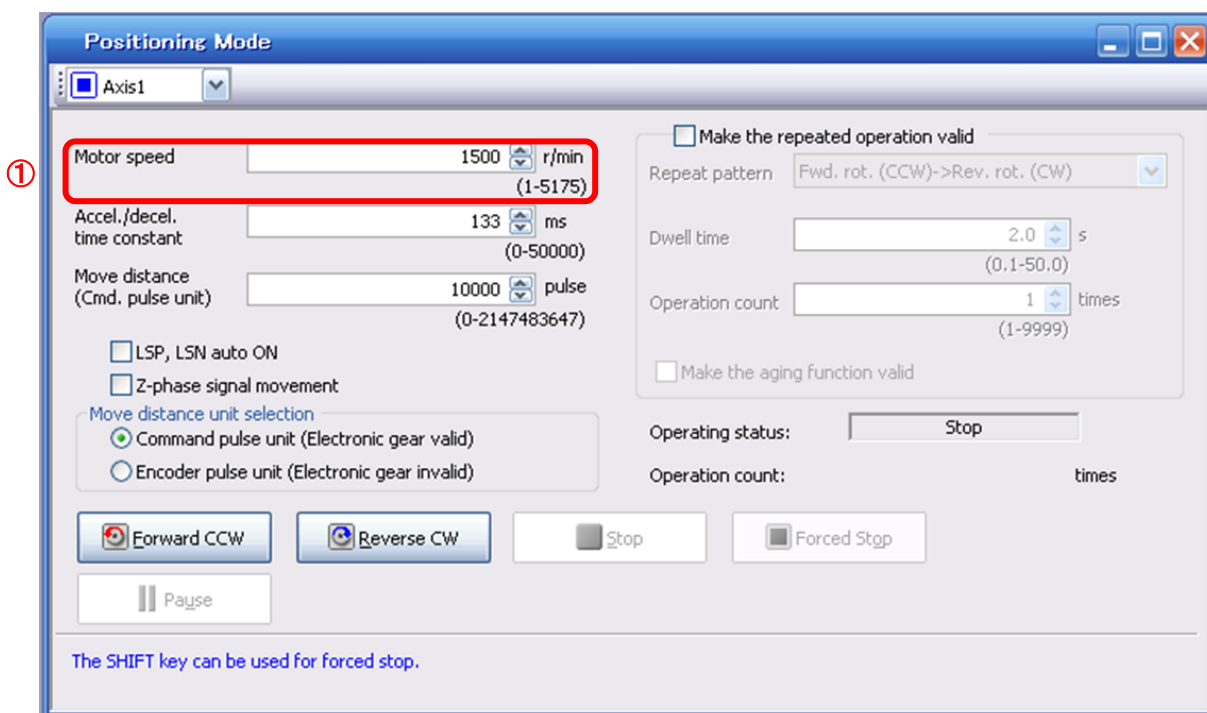 Positioning Mode
Axis1
①
Motor speed 1500 r/min
(1-5175)
Accel./decel.
time constant 133 ms
(0-50000)
Move distance
(Cmd. pulse unit) 10000 pulse
(0-2147483647)
LSP, LSN auto ON
Z-phase signal movement
Move distance unit selection
Command pulse unit (Electronic gear valid)
Encoder pulse unit (Electronic gear invalid)
Make the repeated operation valid
Repeat pattern Fwd. rot. (CCW)->Rev. rot. (CW)
Dwell time 2.0 s
(0.1-50.0)
Operation count 1 times
(1-9999)
Make the aging function valid
Operating status: Stop
Operation count: times
Forward CCW
Reverse CW
Stop
Forced Stop
Pause
The SHIFT key can be used for forced stop.